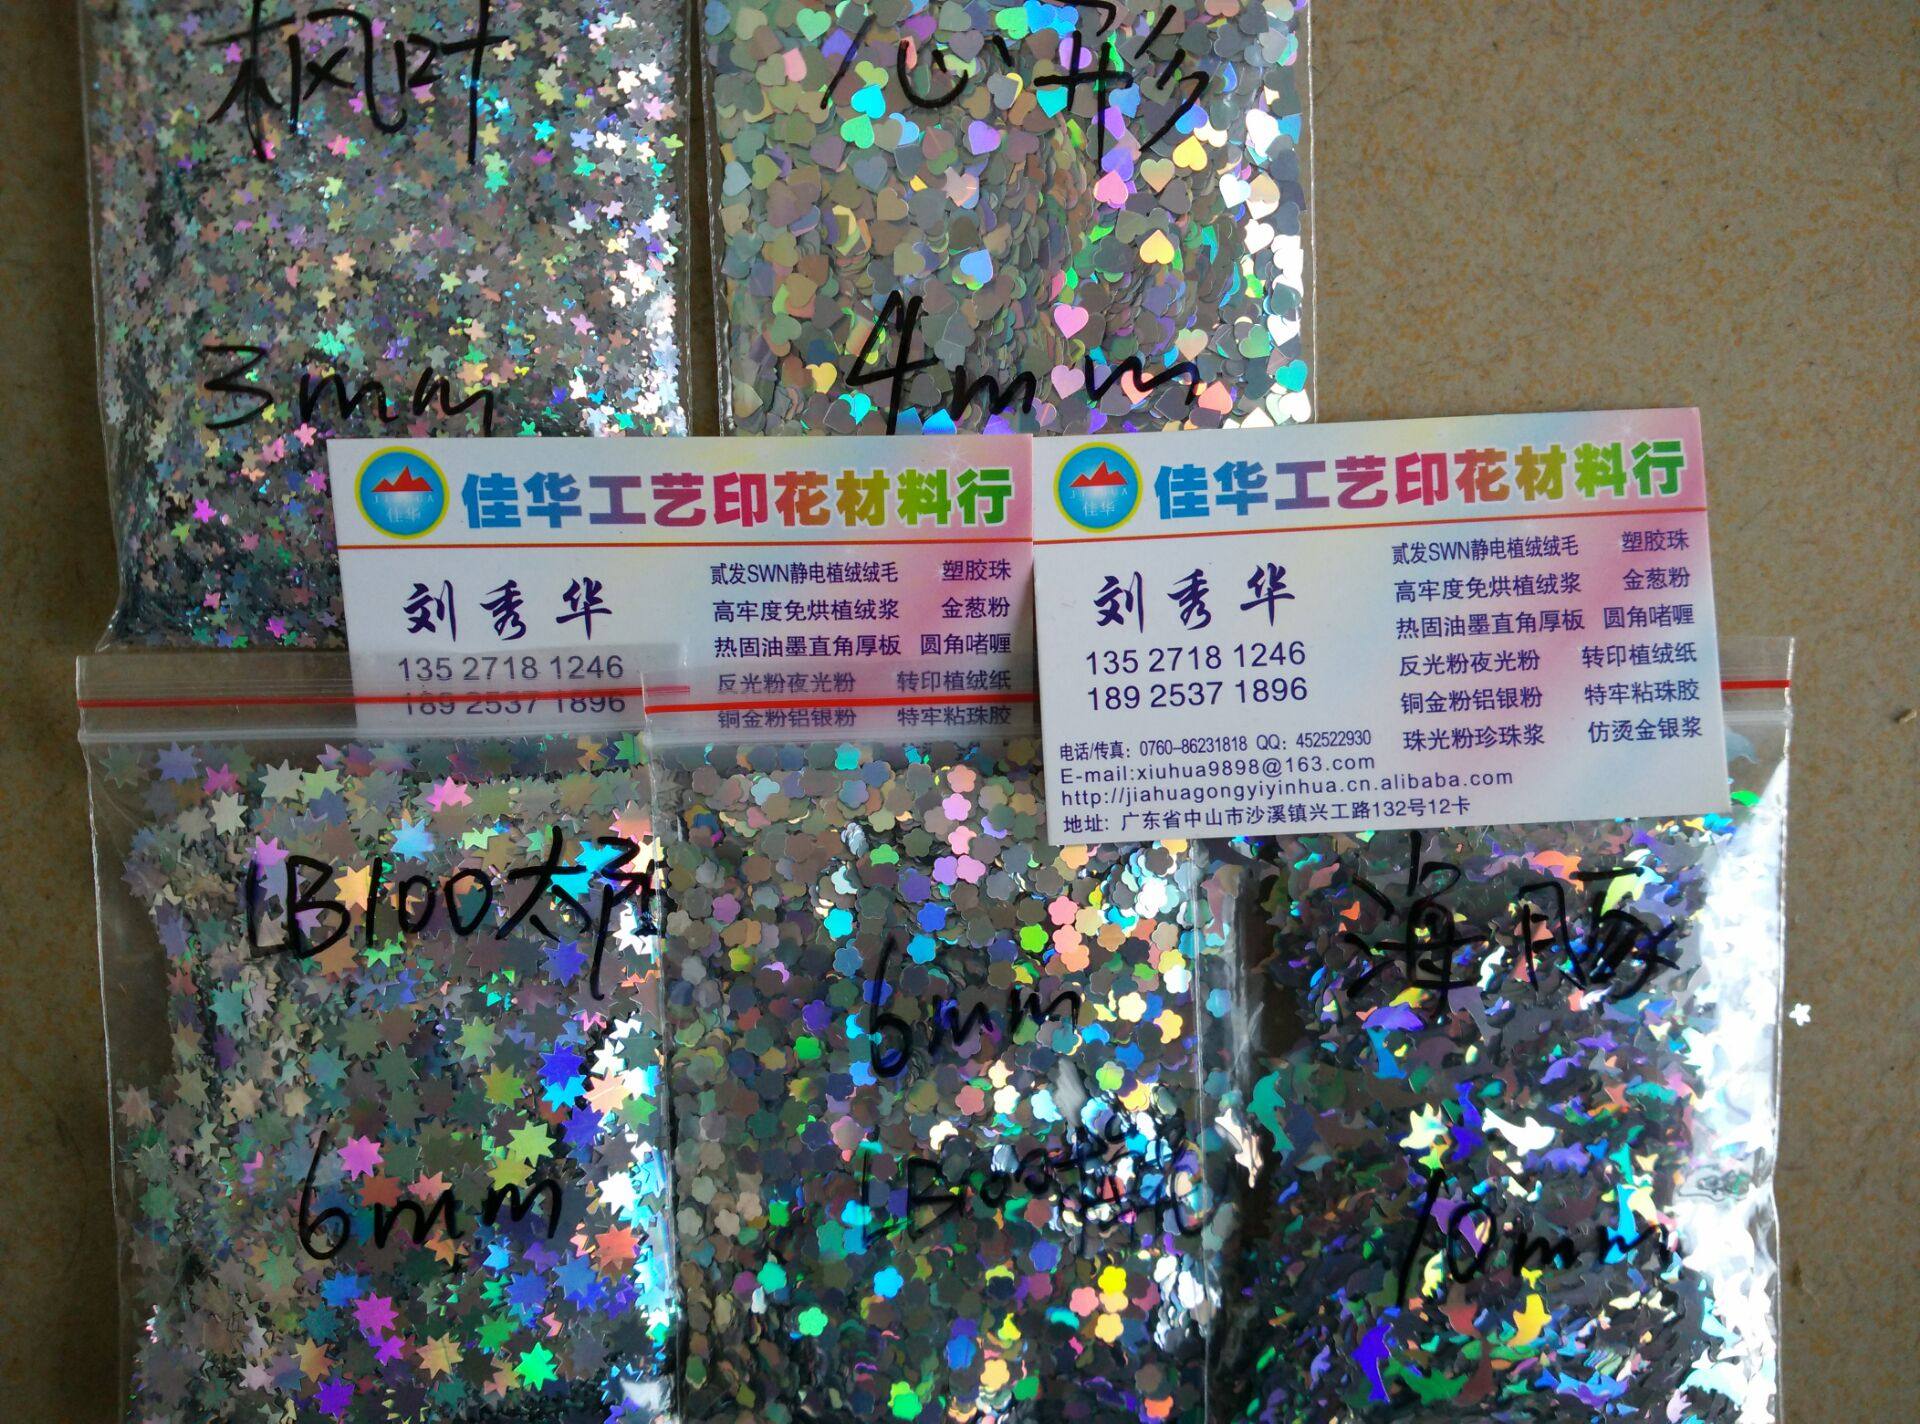 枫叶
3mm
心形
4mm
佳华工艺印花材料行
JIAHUA
佳华
刘秀华
135 2718 1246
189 2537 1896
贰发SWN静电植绒绒毛 塑胶珠
高牢度免烘植绒浆 金葱粉
热固油墨直角厚板 圆角啫喱
反光粉夜光粉 转印植绒纸
铜金粉铝银粉 特牢粘珠胶
佳华工艺印花材料行
JIAHUA
佳华
刘秀华
135 2718 1246
189 2537 1896
贰发SWN静电植绒绒毛 塑胶珠
高牢度免烘植绒浆 金葱粉
热固油墨直角厚板 圆角啫喱
反光粉夜光粉 转印植绒纸
铜金粉铝银粉 特牢粘珠胶
珠光粉珍珠浆 仿烫金银浆
电话/传真：0760-86231818 QQ：452522930
E-mail:xiuhua9898@163.com
http://jiahuagongyiyinhua.cn.alibaba.com
地址：广东省中山市沙溪镇兴工路132号12卡
LB100太阳
6mm
6mm
LB100
海豚
10mm